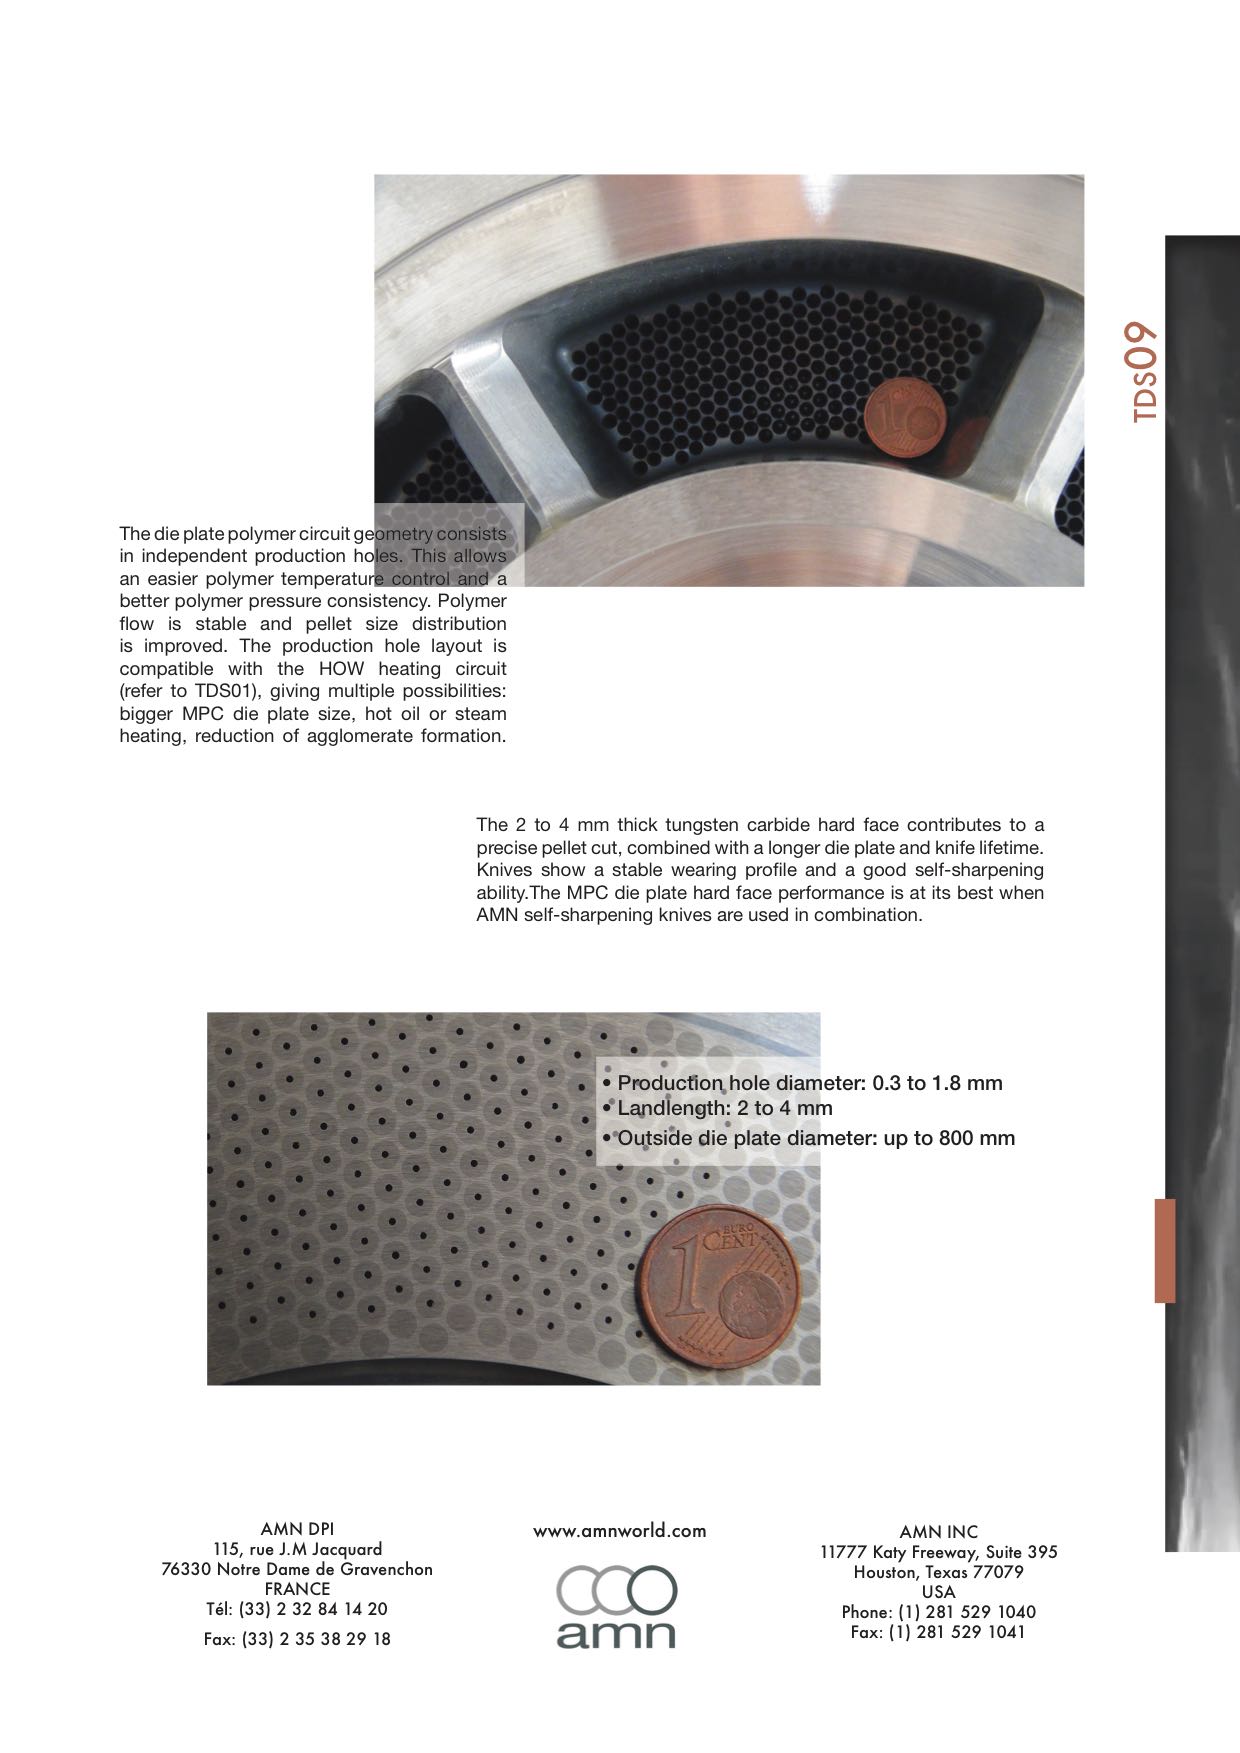 TDS09
The die plate polymer circuit geometry consists
in independent production holes. This allows
an easier polymer temperature control and a
better polymer pressure consistency. Polymer
flow is stable and pellet size distribution
is improved. The production hole layout is
compatible with the HOW heating circuit
(refer to TDS01), giving multiple possibilities:
bigger MPC die plate size, hot oil or steam
heating, reduction of agglomerate formation.
The 2 to 4 mm thick tungsten carbide hard face contributes to a
precise pellet cut, combined with a longer die plate and knife lifetime.
Knives show a stable wearing profile and a good self-sharpening
ability.The MPC die plate hard face performance is at its best when
AMN self-sharpening knives are used in combination.
• Production hole diameter: 0.3 to 1.8 mm
• Landlength: 2 to 4 mm
• Outside die plate diameter: up to 800 mm
1 EURO
CENT
AMN DPI
115, rue J.M Jacquard
76330 Notre Dame de Gravenchon
FRANCE
Tél: (33) 2 32 84 14 20
Fax: (33) 2 35 38 29 18
www.amnworld.com
amn
AMN INC
11777 Katy Freeway, Suite 395
Houston, Texas 77079
USA
Phone: (1) 281 529 1040
Fax: (1) 281 529 1041